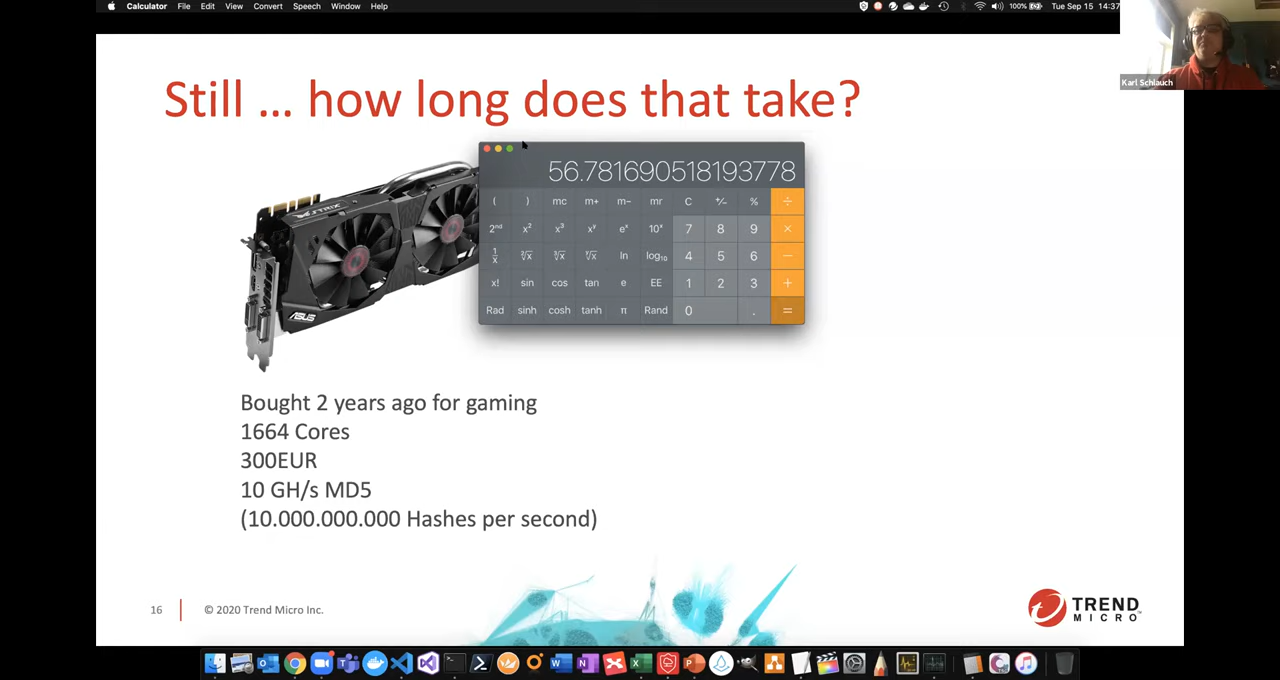 Calculator File Edit View Convert Speech Window Help
100% Tue Sep 15 14:37
Karl Schlauch
Still ... how long does that take?
56.781690518193778
( ) mc m+ m− mr C +/− % ÷
2nd x² x³ xʸ eˣ 10ˣ 7 8 9 ×
1/x ²√x ³√x ʸ√x ln log₁₀ 4 5 6 −
x! sin cos tan e EE 1 2 3 +
Rad sinh cosh tanh π Rand 0 . =
STRIX
ASUS
Bought 2 years ago for gaming
1664 Cores
300EUR
10 GH/s MD5
(10.000.000.000 Hashes per second)
16
© 2020 Trend Micro Inc.
TREND
MICRO